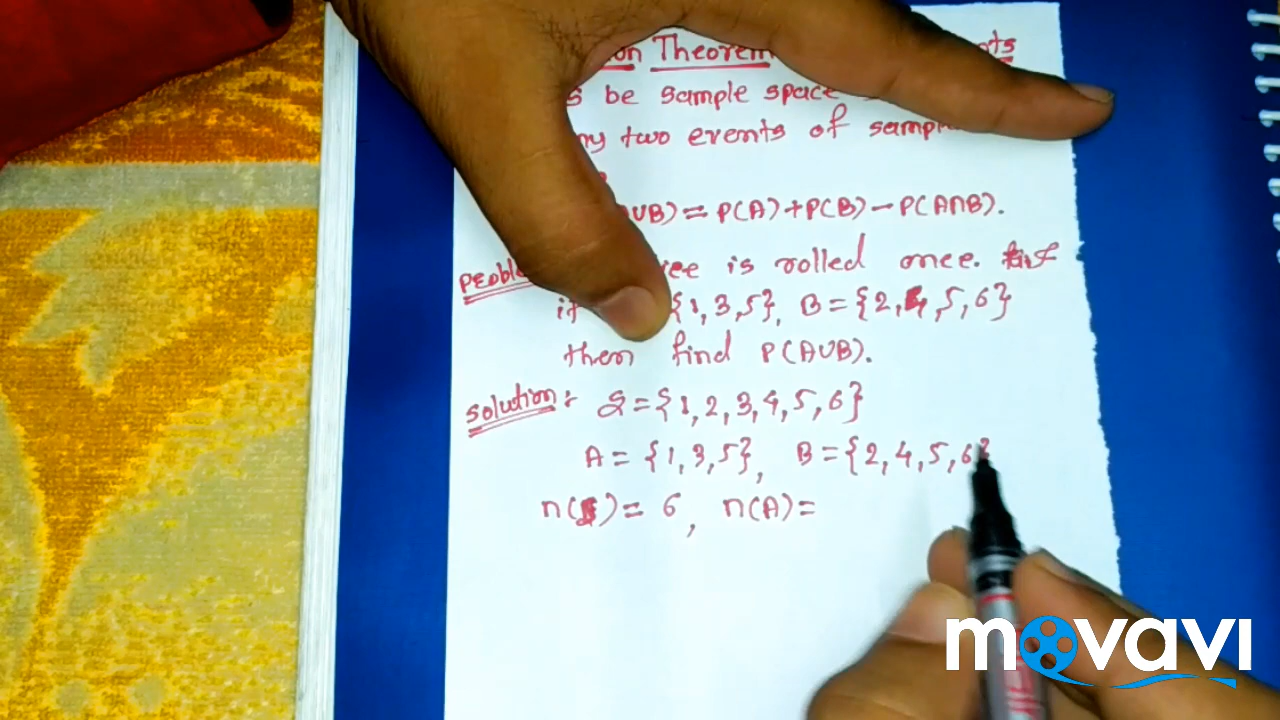 on Theorem
s be sample space
ny two events of samp
UB) = P(A)+P(B)-P(A∩B).
is rolled once.
if {1,3,5}, B={2,4,5,6}
then find P(AUB).
Solution: S={1,2,3,4,5,6}
A = {1,3,5}, B={2,4,5,6}
n(S)= 6, n(A)=
movavi